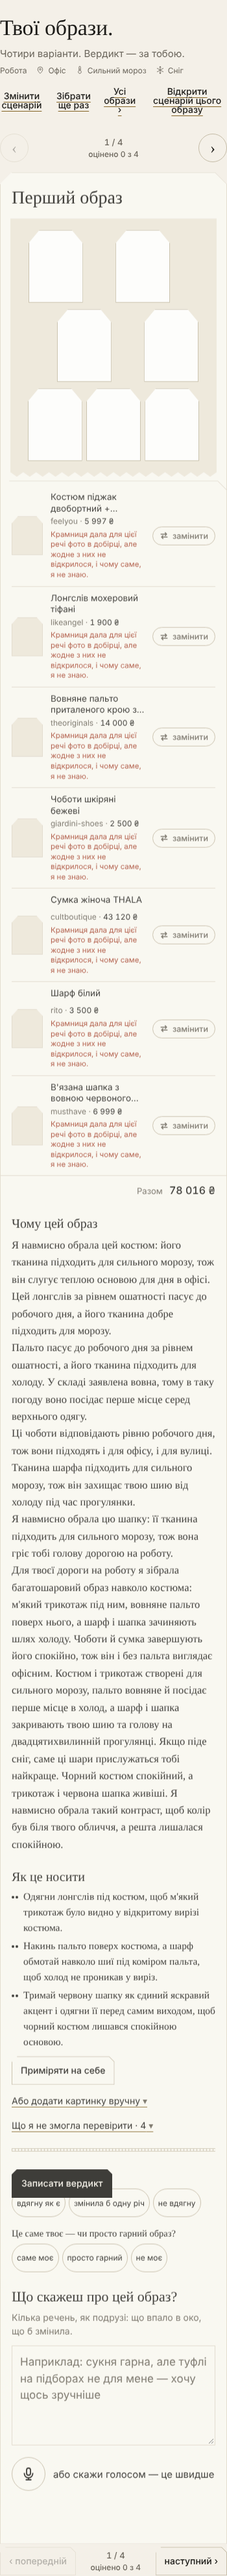 Твої образи.
Чотири варіанти. Вердикт — за тобою.
Робота Офіс Сильний мороз Сніг
Змінити сценарій
Зібрати ще раз
Усі образи ›
Відкрити сценарій цього образу
‹
1 / 4
оцінено 0 з 4
›
Перший образ
Костюм піджак
двобортний +…
feelyou · 5 997 ₴
Крамниця дала для цієї
речі фото в добірці, але
жодне з них не
відкрилося, і чому саме,
я не знаю.
⇄ замінити
Лонгслів мохеровий
тіфані
likeangel · 1 900 ₴
Крамниця дала для цієї
речі фото в добірці, але
жодне з них не
відкрилося, і чому саме,
я не знаю.
⇄ замінити
Вовняне пальто
приталеного крою з…
theoriginals · 14 000 ₴
Крамниця дала для цієї
речі фото в добірці, але
жодне з них не
відкрилося, і чому саме,
я не знаю.
⇄ замінити
Чоботи шкіряні
бежеві
giardini-shoes · 2 500 ₴
Крамниця дала для цієї
речі фото в добірці, але
жодне з них не
відкрилося, і чому саме,
я не знаю.
⇄ замінити
Сумка жіноча THALA
cultboutique · 43 120 ₴
Крамниця дала для цієї
речі фото в добірці, але
жодне з них не
відкрилося, і чому саме,
я не знаю.
⇄ замінити
Шарф білий
rito · 3 500 ₴
Крамниця дала для цієї
речі фото в добірці, але
жодне з них не
відкрилося, і чому саме,
я не знаю.
⇄ замінити
В'язана шапка з
вовною червоного…
musthave · 6 999 ₴
Крамниця дала для цієї
речі фото в добірці, але
жодне з них не
відкрилося, і чому саме,
я не знаю.
⇄ замінити
Разом 78 016 ₴
Чому цей образ
Я навмисно обрала цей костюм: його
тканина підходить для сильного морозу, тож
він слугує теплою основою для дня в офісі.
Цей лонгслів за рівнем ошатності пасує до
робочого дня, а його тканина добре
підходить для морозу.
Пальто пасує до робочого дня за рівнем
ошатності, а його тканина підходить для
холоду. У складі заявлена вовна, тому в таку
погоду воно посідає перше місце серед
верхнього одягу.
Ці чоботи відповідають рівню робочого дня,
тож вони підходять і для офісу, і для вулиці.
Тканина шарфа підходить для сильного
морозу, тож він захищає твою шию від
холоду під час прогулянки.
Я навмисно обрала цю шапку: її тканина
підходить для сильного морозу, тож вона
гріє тобі голову дорогою на роботу.
Для твоєї дороги на роботу я зібрала
багатошаровий образ навколо костюма:
м'який трикотаж під ним, вовняне пальто
поверх нього, а шарф і шапка зачиняють
шлях холоду. Чоботи й сумка завершують
його спокійно, тож він і без пальта виглядає
офісним. Костюм і трикотаж створені для
сильного морозу, пальто вовняне й посідає
перше місце в холод, а шарф і шапка
закривають твою шию та голову на
двадцятихвилинній прогулянці. Якщо піде
сніг, саме ці шари прислужаться тобі
найкраще. Чорний костюм спокійний, а
трикотаж і червона шапка живіші. Я
навмисно обрала такий контраст, щоб колір
був біля твого обличчя, а решта лишалася
спокійною.
Як це носити
•• Одягни лонгслів під костюм, щоб м'який
трикотаж було видно у відкритому вирізі
костюма.
•• Накинь пальто поверх костюма, а шарф
обмотай навколо шиї під коміром пальта,
щоб холод не проникав у виріз.
•• Тримай червону шапку як єдиний яскравий
акцент і одягни її перед самим виходом, щоб
чорний костюм лишався спокійною
основою.
Приміряти на себе
Або додати картинку вручну ▾
Що я не змогла перевірити · 4 ▾
Записати вердикт
вдягну як є
змінила б одну річ
не вдягну
Це саме твоє — чи просто гарний образ?
саме моє
просто гарний
не моє
Що скажеш про цей образ?
Кілька речень, як подрузі: що впало в око,
що б змінила.
Наприклад: сукня гарна, але туфлі
на підборах не для мене — хочу
щось зручніше
або скажи голосом — це швидше
‹ попередній
1 / 4
оцінено 0 з 4
наступний ›